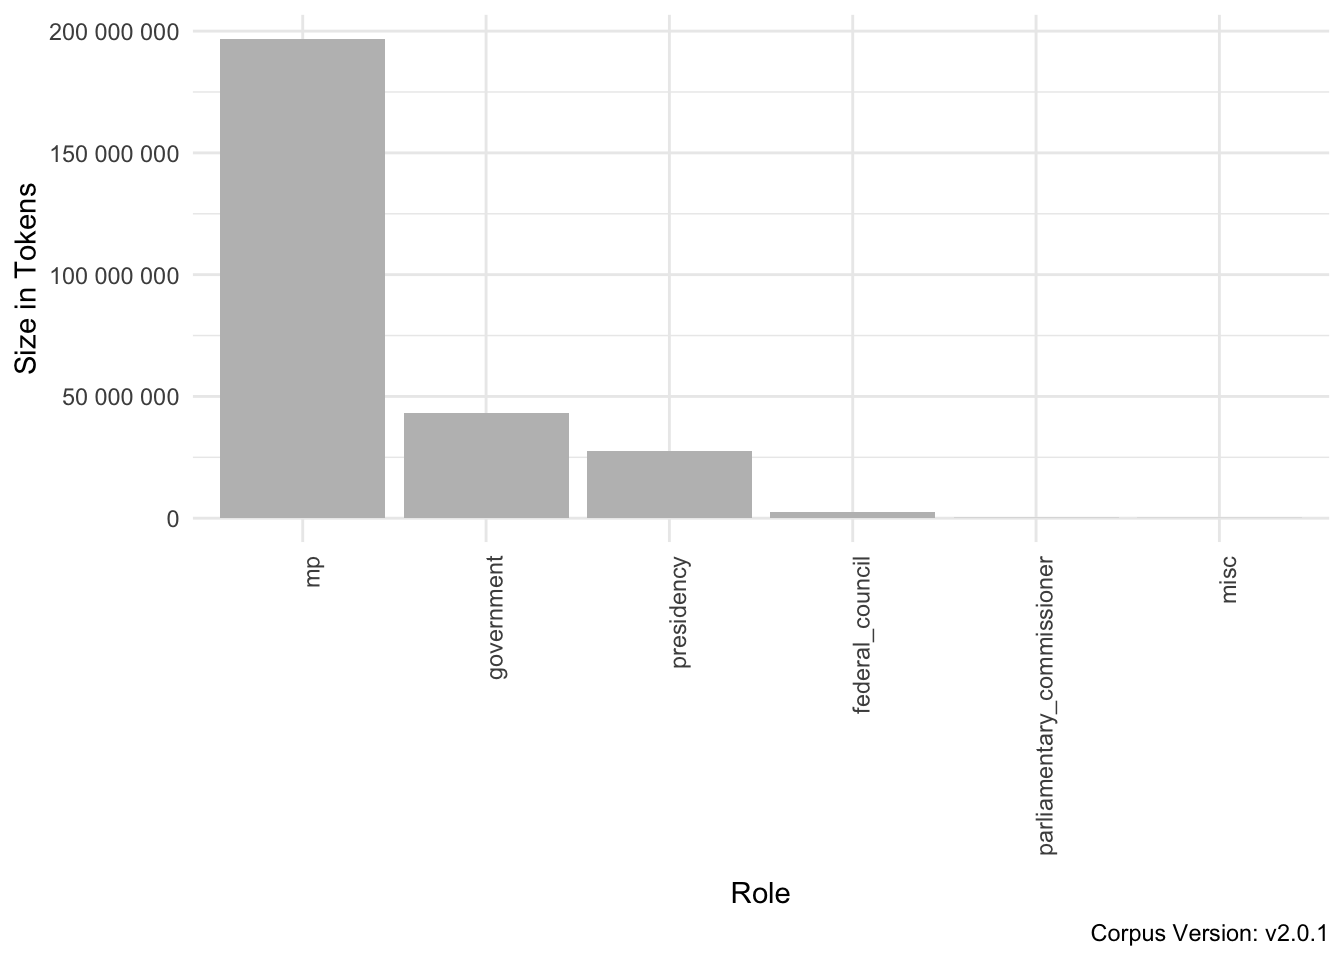 200 000 000
150 000 000
100 000 000
50 000 000
0
Size in Tokens
mp
government
presidency
federal_council
parliamentary_commissioner
misc
Role
Corpus Version: v2.0.1